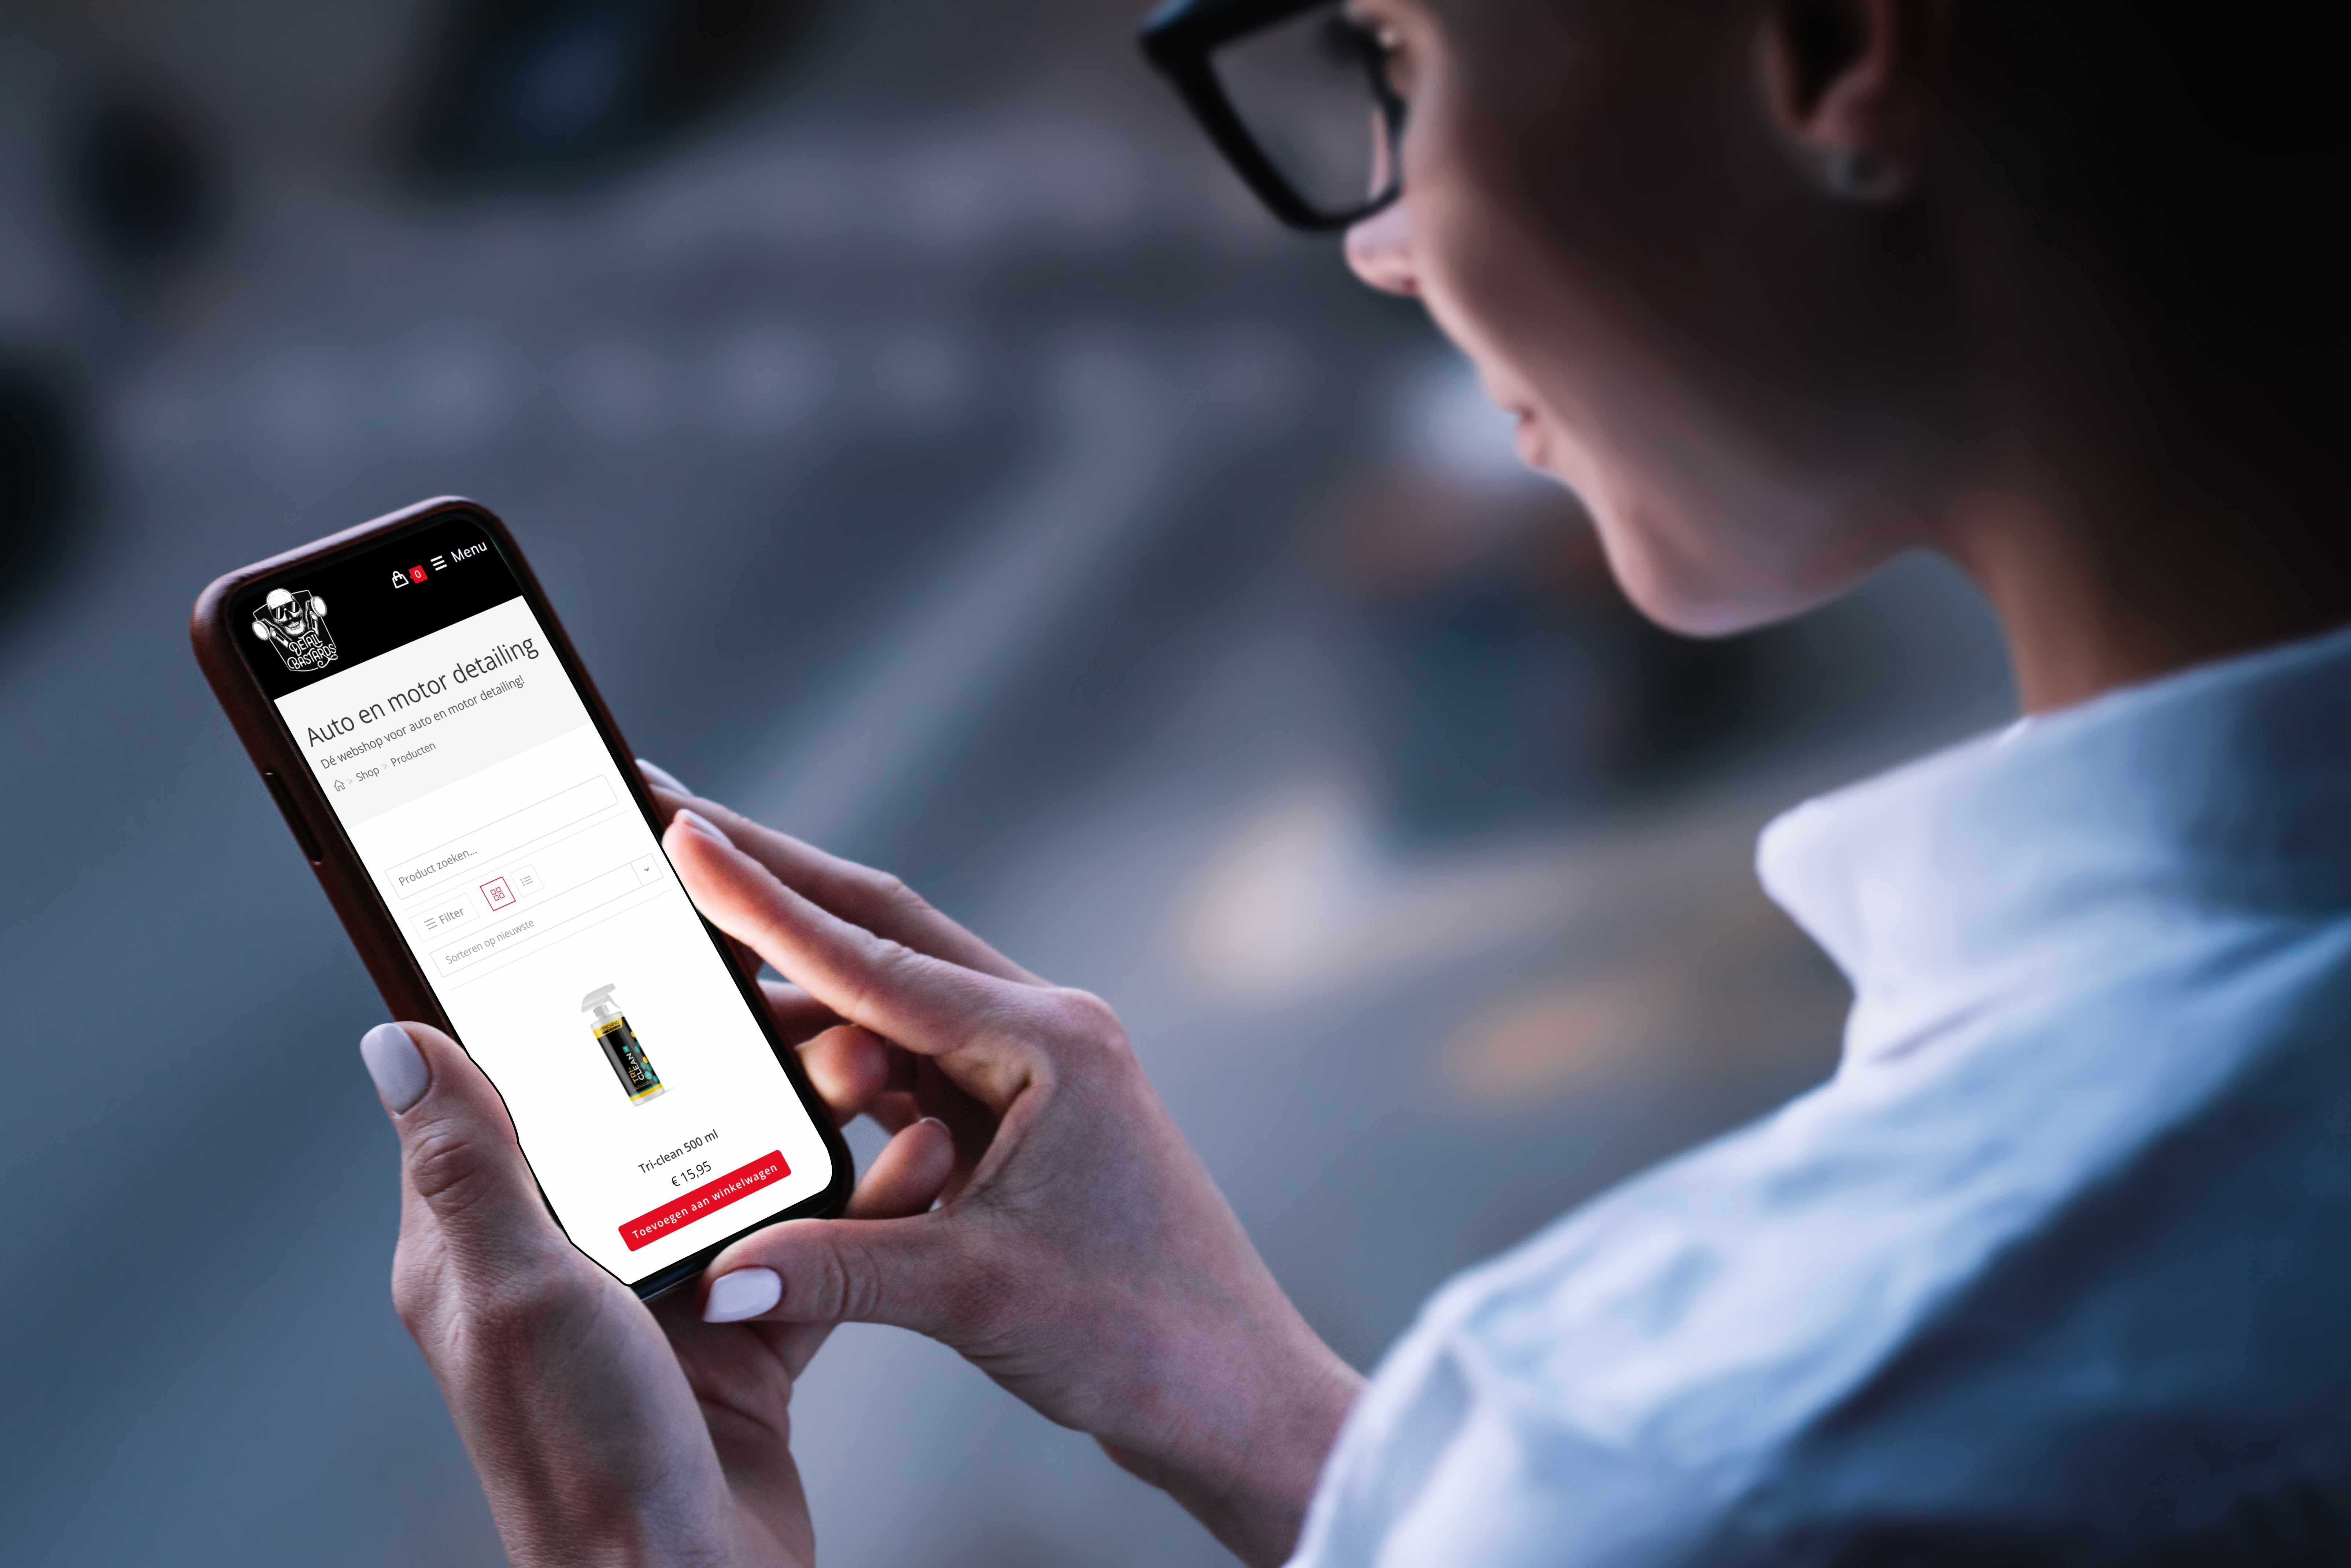 0 Menu
DETAIL
BASTARDS
Auto en motor detailing
Dé webshop voor auto en motor detailing!
> Shop > Producten
Product zoeken...
Filter
Sorteren op nieuwste
TRI-
CLEAN
Tri-clean 500 ml
€ 15,95
Toevoegen aan winkelwagen